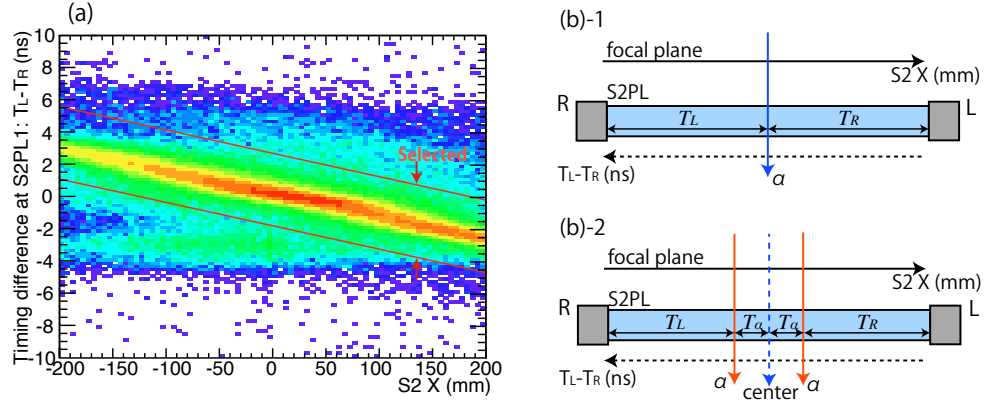 (a)
Timing difference at S2PL1: TL-TR (ns)
10
8
6
4
2
0
-2
-4
-6
-8
-10
Selected
-200 -150 -100 -50 0 50 100 150 200
S2 X (mm)
(b)-1
focal plane
S2 X (mm)
R
S2PL
L
TL
TR
TL-TR (ns)
α
(b)-2
focal plane
S2 X (mm)
R
S2PL
L
TL
Tα
Tα
TR
TL-TR (ns)
α
center
α